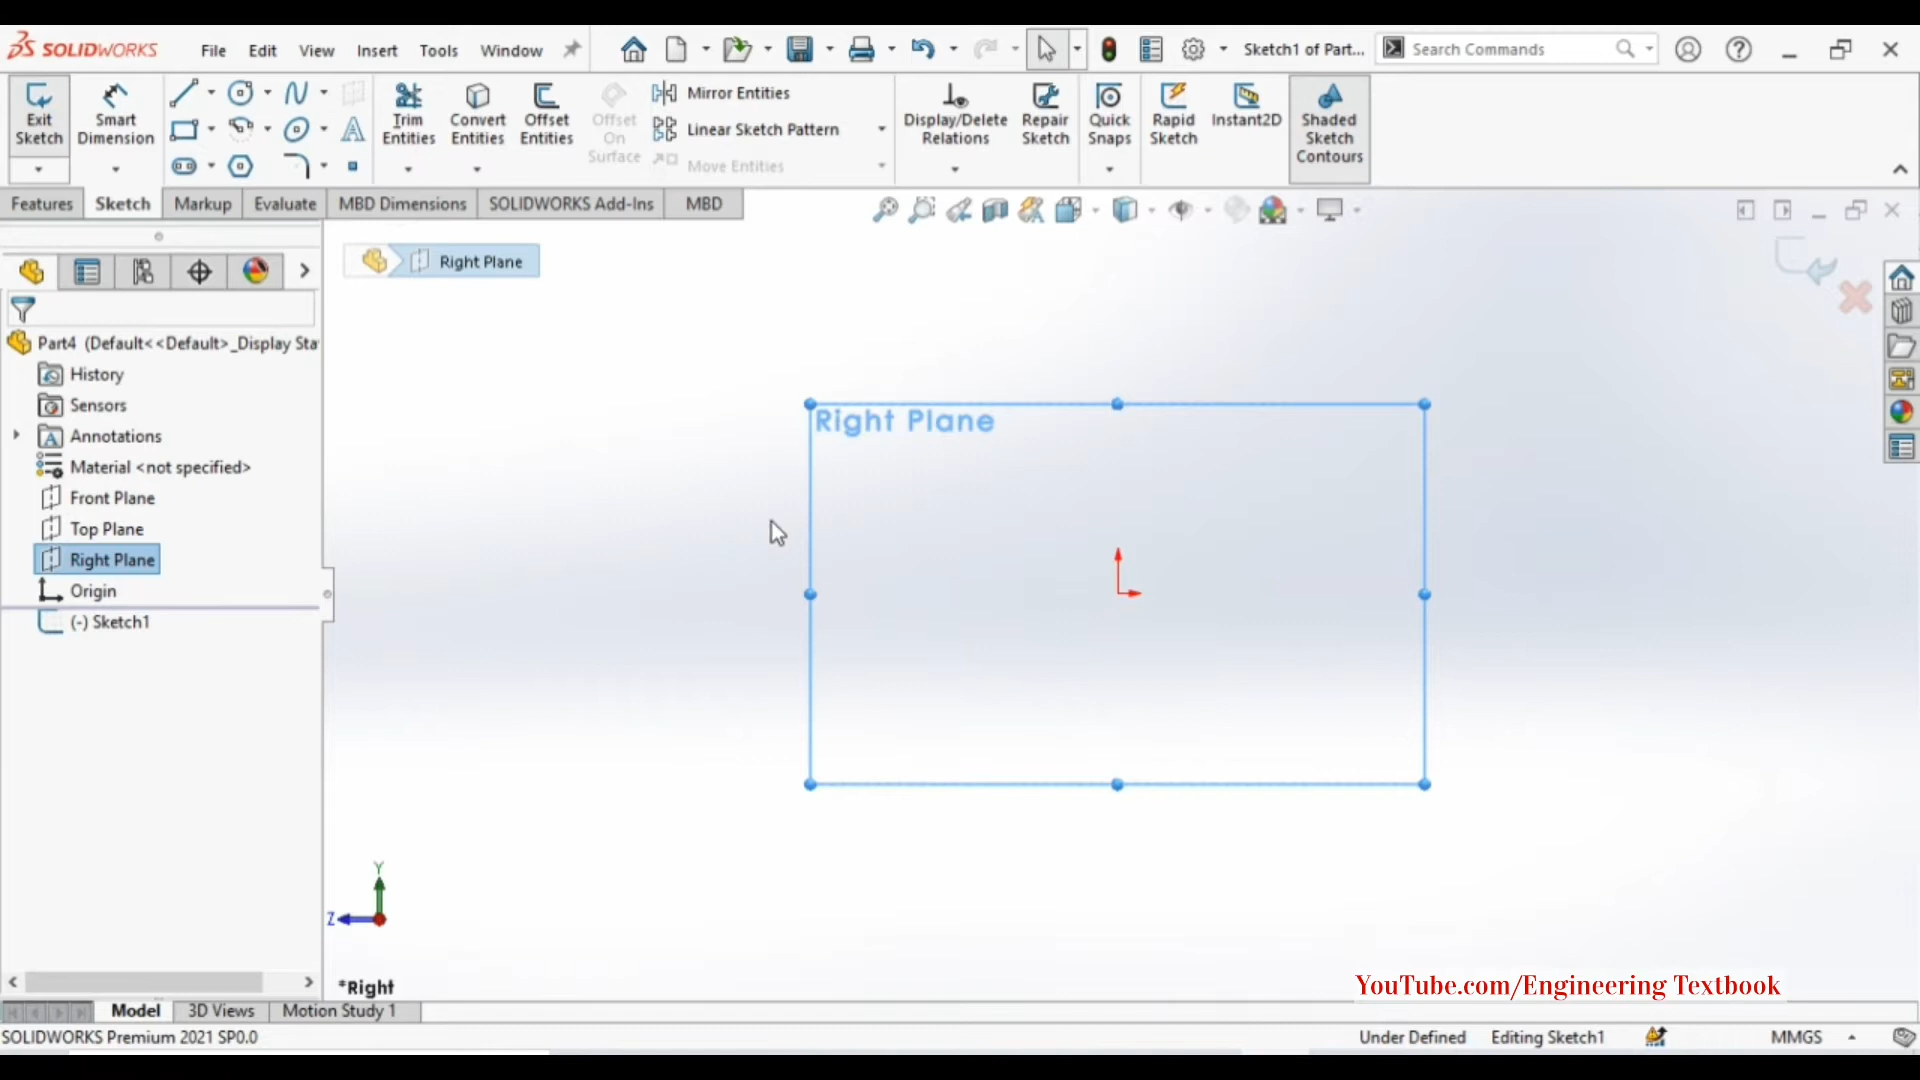 SOLIDWORKS File Edit View Insert Tools Window Sketch1 of Part... Search Commands
Exit Sketch
Smart Dimension
Trim Entities
Convert Entities
Offset Entities
Offset On Surface
Mirror Entities
Linear Sketch Pattern
Move Entities
Display/Delete Relations
Repair Sketch
Quick Snaps
Rapid Sketch
Instant2D
Shaded Sketch Contours
Features Sketch Markup Evaluate MBD Dimensions SOLIDWORKS Add-Ins MBD
Right Plane
Part4 (Default<<Default>_Display Sta
History
Sensors
Annotations
Material <not specified>
Front Plane
Top Plane
Right Plane
Origin
(-) Sketch1
Right Plane
Y
Z
*Right
YouTube.com/Engineering Textbook
Model 3D Views Motion Study 1
SOLIDWORKS Premium 2021 SP0.0 Under Defined Editing Sketch1 MMGS